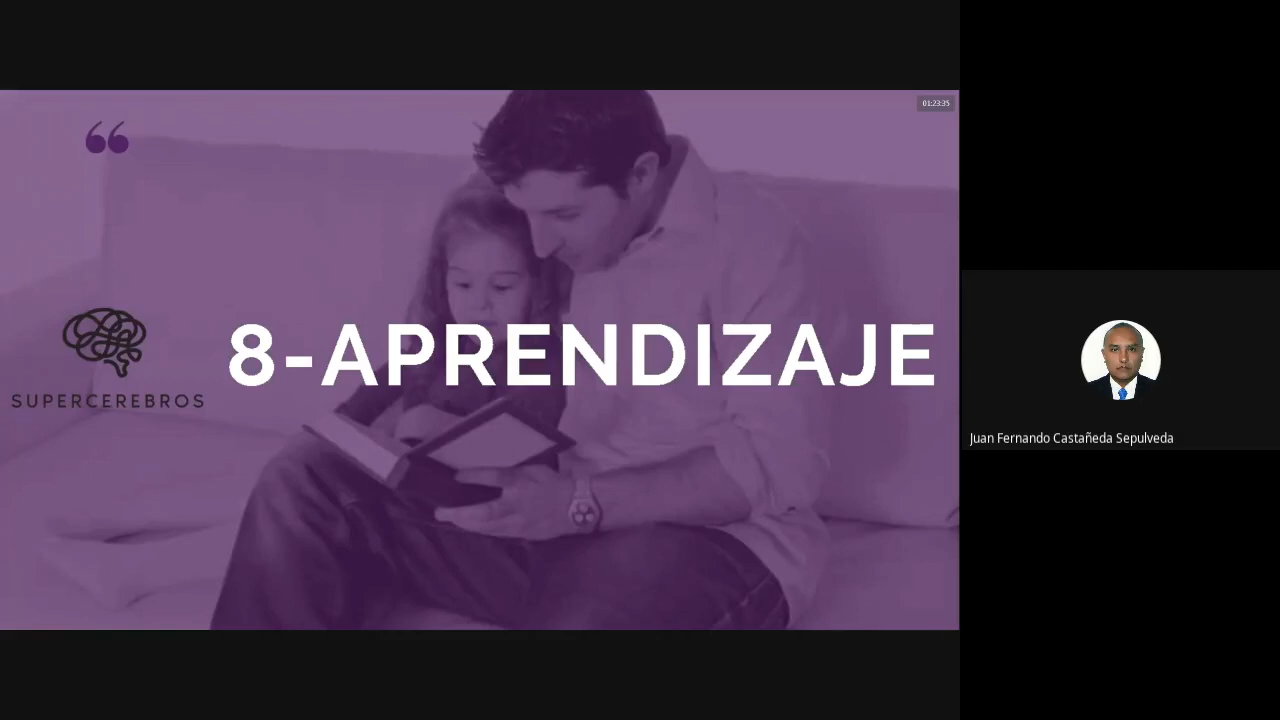 01:23:35
“
8-APRENDIZAJE
SUPERCEREBROS
Juan Fernando Castañeda Sepulveda